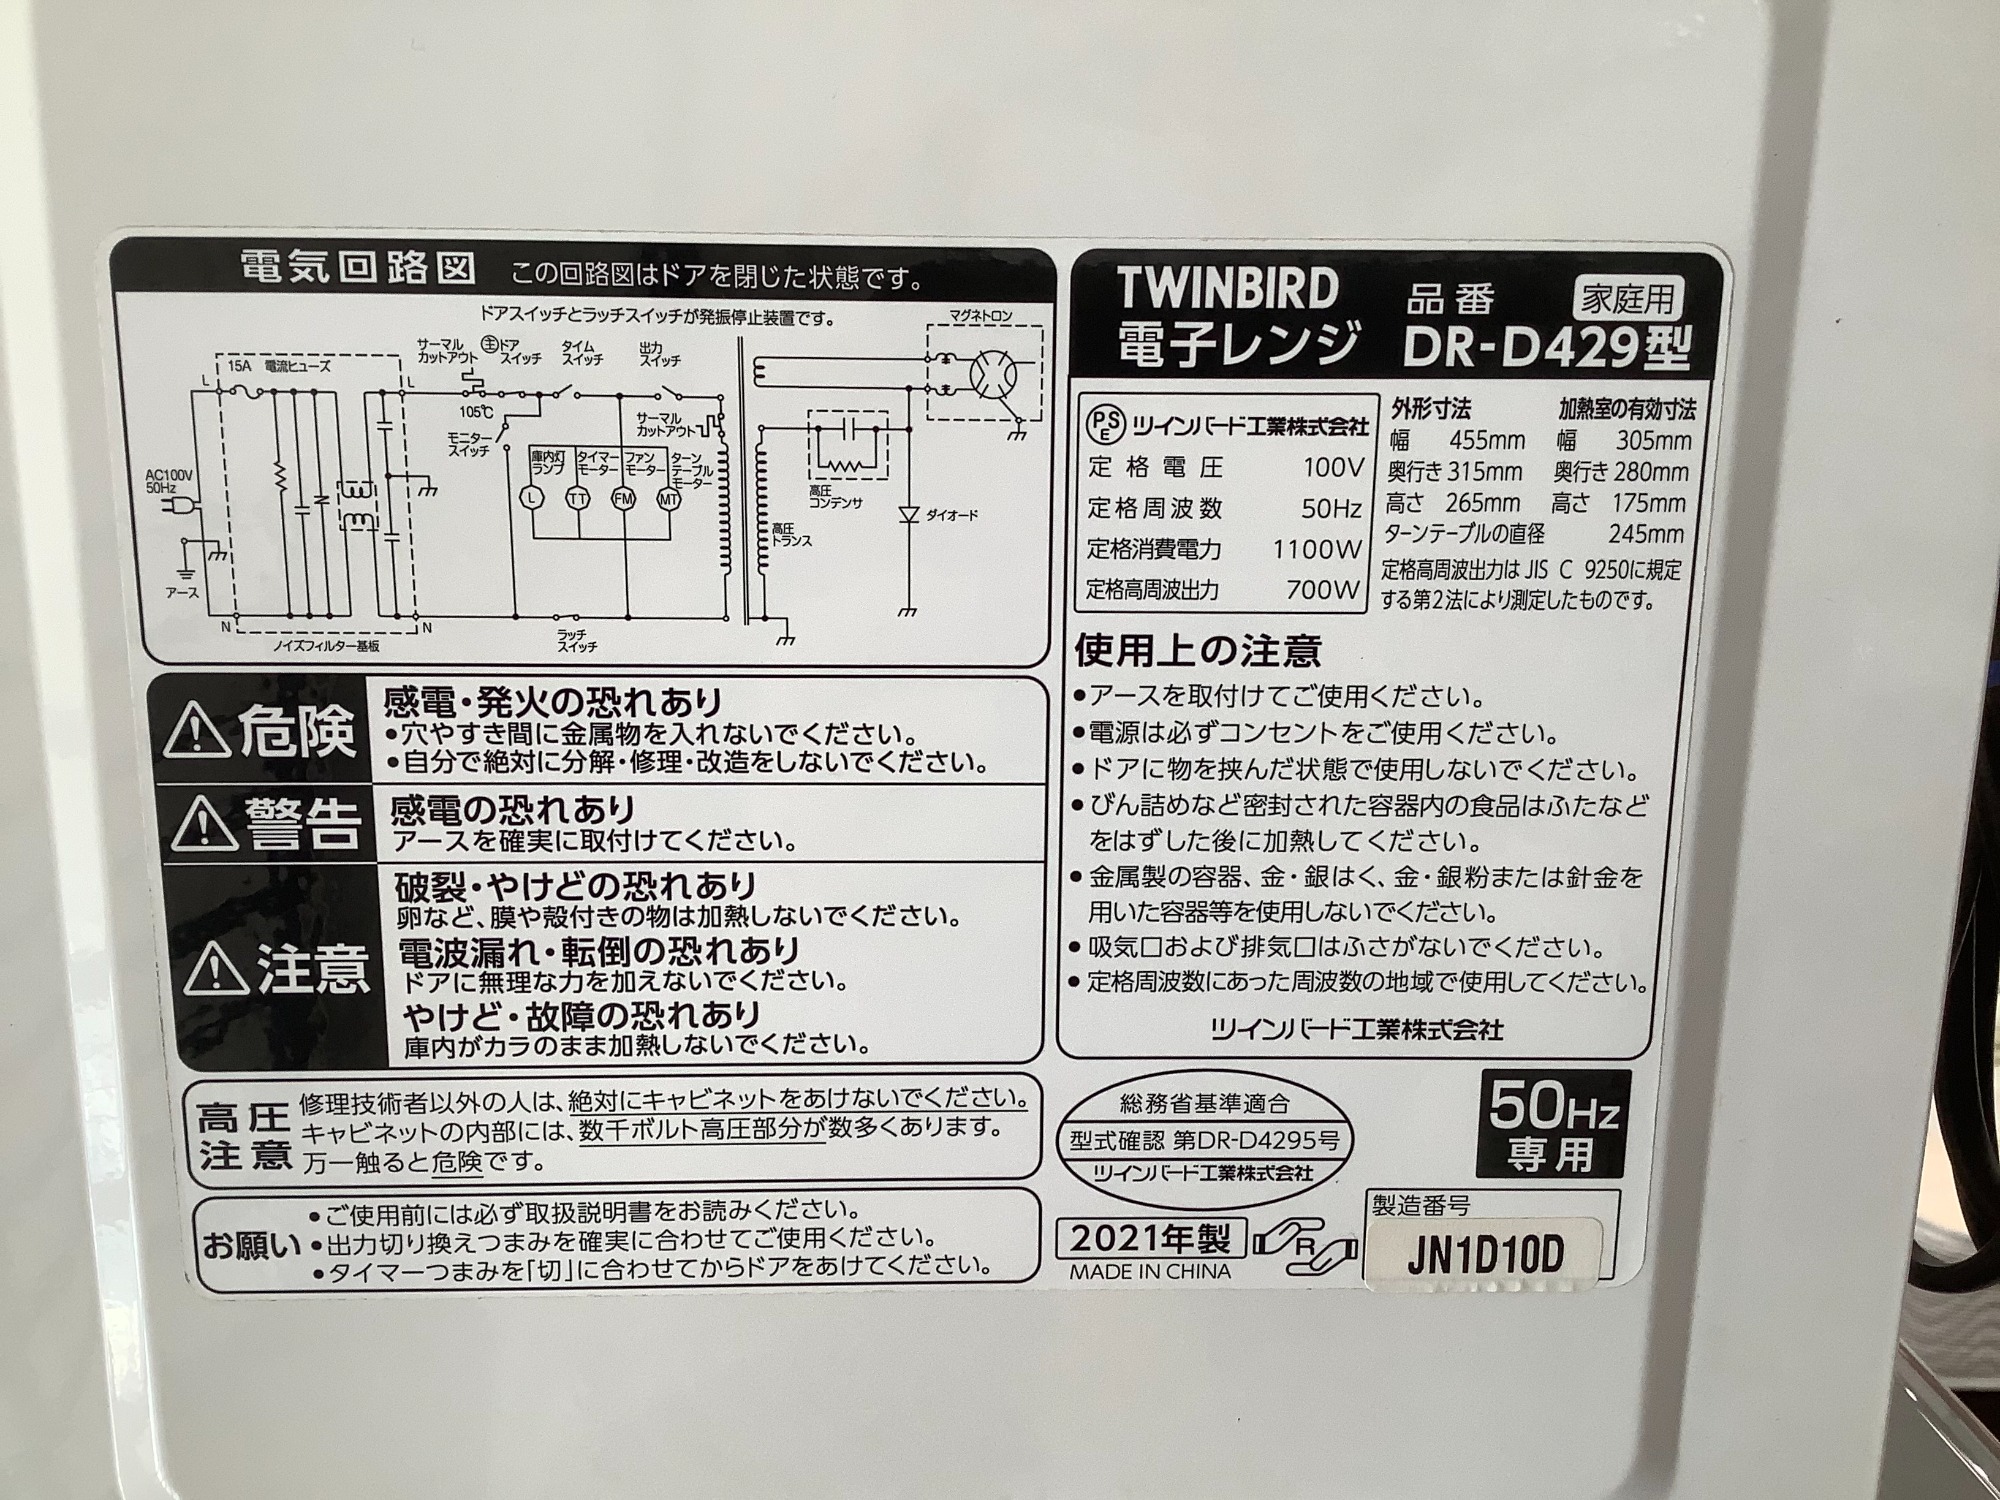 電気回路図 この回路図はドアを閉じた状態です。
ドアスイッチとラッチスイッチが発振停止装置です。
マグネトロン
サーマル
カットアウト
主ドア
スイッチ
タイム
スイッチ
出力
スイッチ
15A 電流ヒューズ
L
L
105℃
モニター
スイッチ
サーマル
カットアウト
庫内灯
ランプ
タイマー
モーター
ファン
モーター
ターン
テーブル
モーター
L
TT
FM
MT
AC100V
50Hz
アース
高圧
コンデンサ
高圧
トランス
ダイオード
N
N
ノイズフィルター基板
ラッチ
スイッチ
危険
感電・発火の恐れあり
•穴やすき間に金属物を入れないでください。
•自分で絶対に分解・修理・改造をしないでください。
警告
感電の恐れあり
アースを確実に取付けてください。
注意
破裂・やけどの恐れあり
卵など、膜や殻付きの物は加熱しないでください。
電波漏れ・転倒の恐れあり
ドアに無理な力を加えないでください。
やけど・故障の恐れあり
庫内がカラのまま加熱しないでください。
高圧
注意
修理技術者以外の人は、絶対にキャビネットをあけないでください。
キャビネットの内部には、数千ボルト高圧部分が数多くあります。
万一触ると危険です。
お願い
•ご使用前には必ず取扱説明書をお読みください。
•出力切り換えつまみを確実に合わせてご使用ください。
•タイマーつまみを「切」に合わせてからドアをあけてください。
TWINBIRD 品番 家庭用
電子レンジ DR-D429型
PSE ツインバード工業株式会社
定格電圧 100V
定格周波数 50Hz
定格消費電力 1100W
定格高周波出力 700W
外形寸法 加熱室の有効寸法
幅 455mm 幅 305mm
奥行き 315mm 奥行き 280mm
高さ 265mm 高さ 175mm
ターンテーブルの直径 245mm
定格高周波出力は JIS C 9250に規定
する第2法により測定したものです。
使用上の注意
•アースを取付けてご使用ください。
•電源は必ずコンセントをご使用ください。
•ドアに物を挟んだ状態で使用しないでください。
•びん詰めなど密封された容器内の食品はふたなど
をはずした後に加熱してください。
•金属製の容器、金・銀はく、金・銀粉または針金を
用いた容器等を使用しないでください。
•吸気口および排気口はふさがないでください。
•定格周波数にあった周波数の地域で使用してください。
ツインバード工業株式会社
総務省基準適合
型式確認 第DR-D4295号
ツインバード工業株式会社
50Hz
専用
2021年製
MADE IN CHINA
R
製造番号
JN1D10D